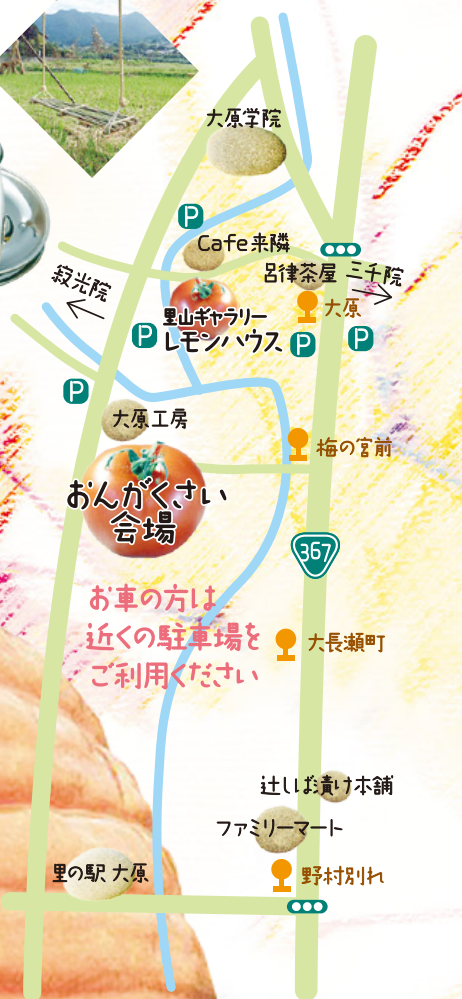 大原学院
P
Cafe来隣
呂律茶屋
三千院
寂光院
大原
里山ギャラリー
レモンハウス
P
P
P
P
大原工房
梅の宮前
おんがくさい
会場
367
お車の方は
近くの駐車場を
ご利用ください
大長瀬町
辻しば漬け本舗
ファミリーマート
里の駅 大原
野村別れ